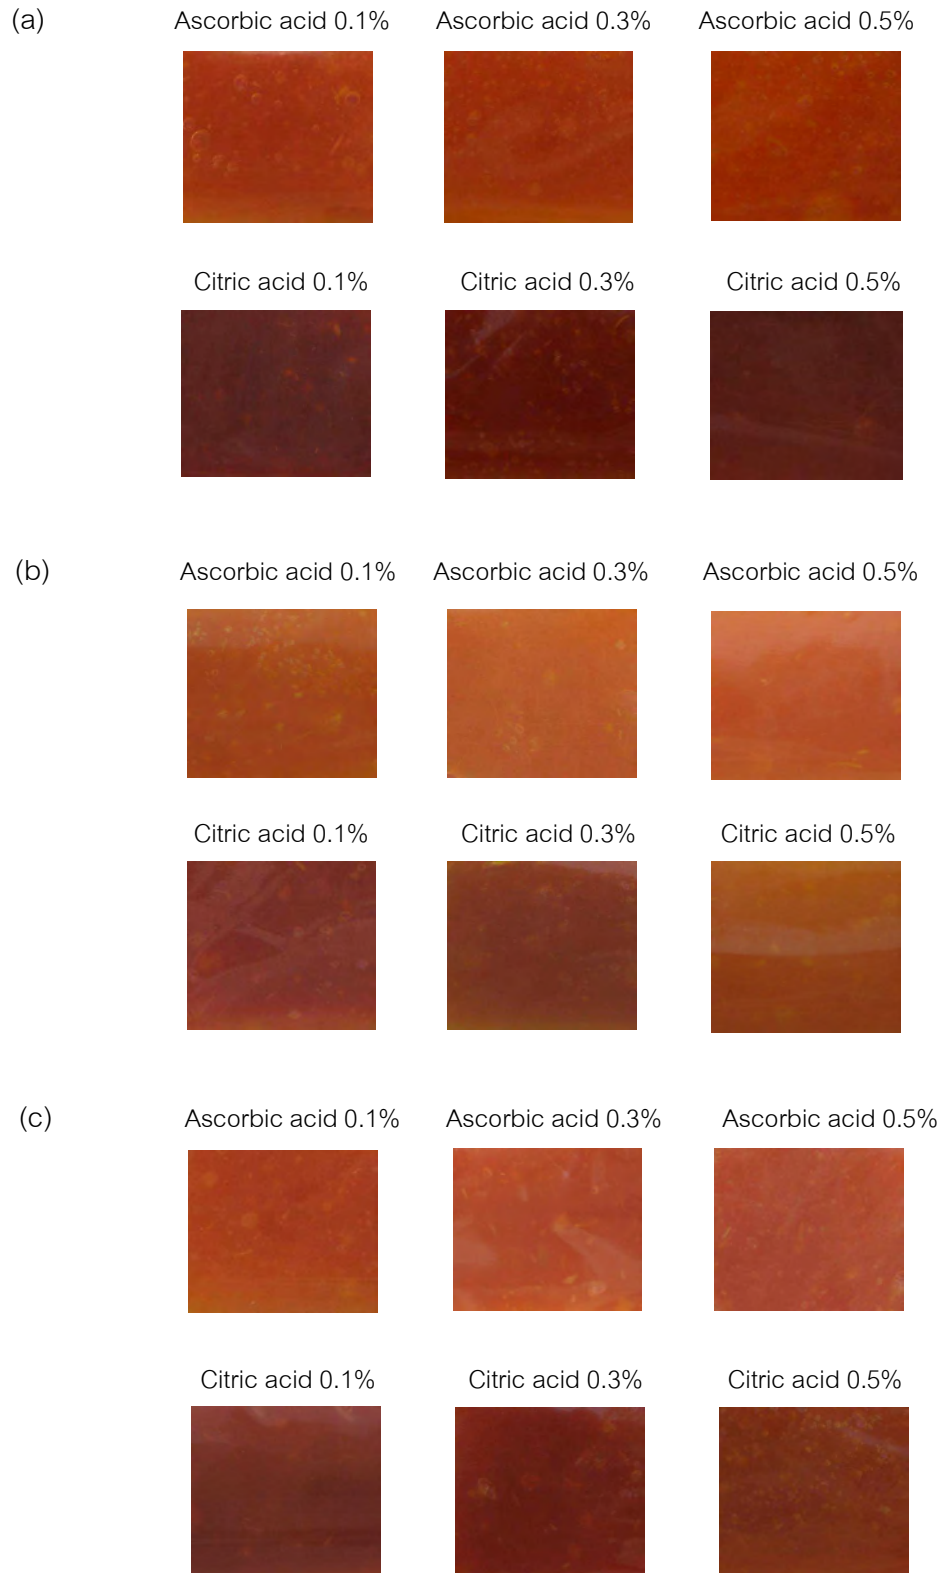 (a)
Ascorbic acid 0.1% Ascorbic acid 0.3% Ascorbic acid 0.5%
Citric acid 0.1% Citric acid 0.3% Citric acid 0.5%
(b)
Ascorbic acid 0.1% Ascorbic acid 0.3% Ascorbic acid 0.5%
Citric acid 0.1% Citric acid 0.3% Citric acid 0.5%
(c)
Ascorbic acid 0.1% Ascorbic acid 0.3% Ascorbic acid 0.5%
Citric acid 0.1% Citric acid 0.3% Citric acid 0.5%